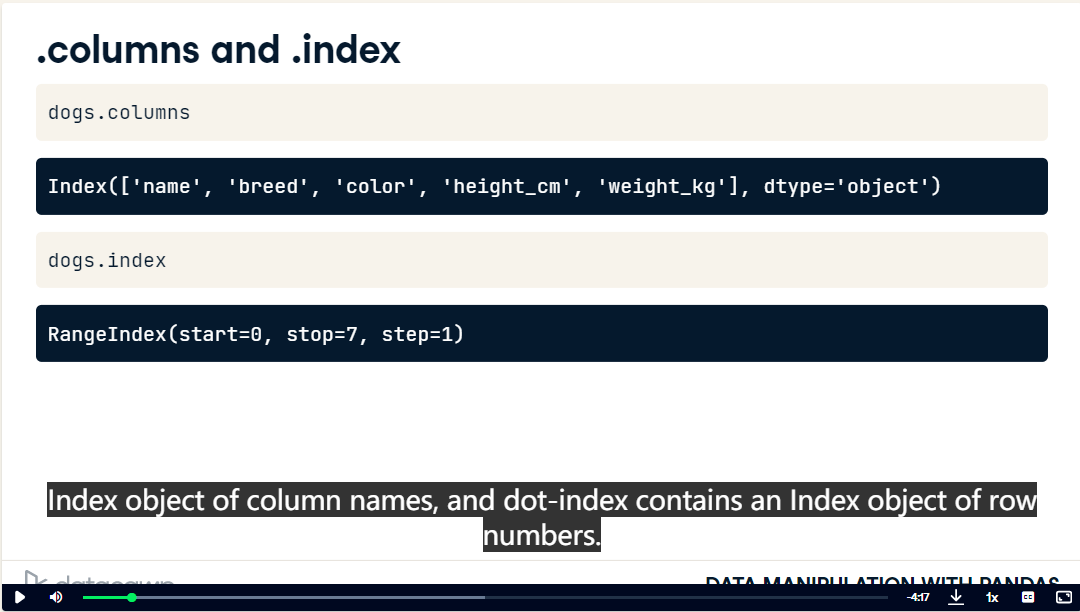 .columns and .index
dogs.columns
Index(['name', 'breed', 'color', 'height_cm', 'weight_kg'], dtype='object')
dogs.index
RangeIndex(start=0, stop=7, step=1)
Index object of column names, and dot-index contains an Index object of row
numbers.
datacamp
DATA MANIPULATION WITH PANDAS
-4:17
1x
CC